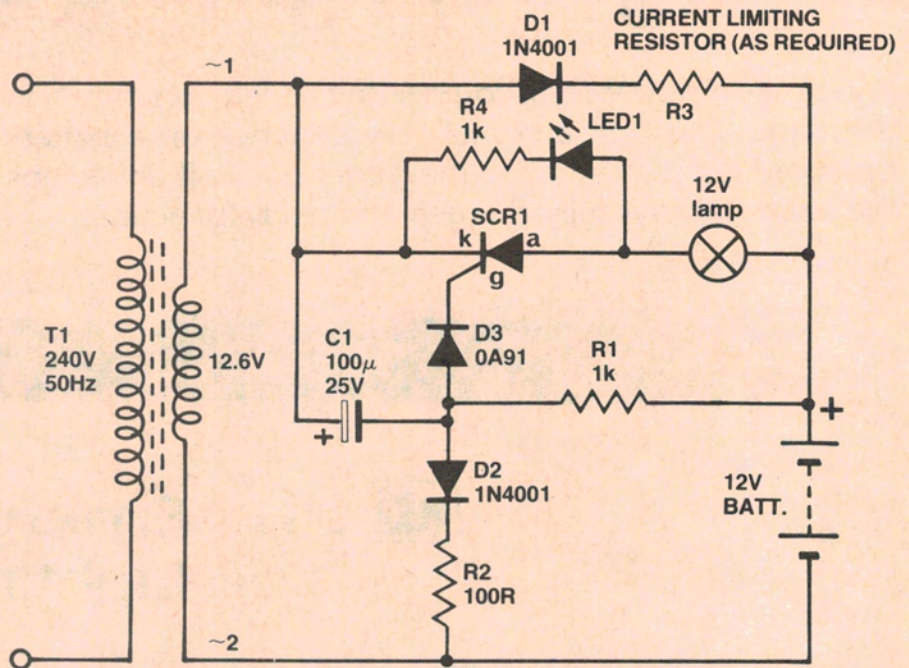 CURRENT LIMITING
RESISTOR (AS REQUIRED)
D1
1N4001
~1
R3
R4
1k
LED1
12V
lamp
SCR1
k
a
g
T1
240V
50Hz
12.6V
C1
100μ
25V
+
D3
0A91
R1
1k
+
D2
1N4001
12V
BATT.
R2
100R
~2